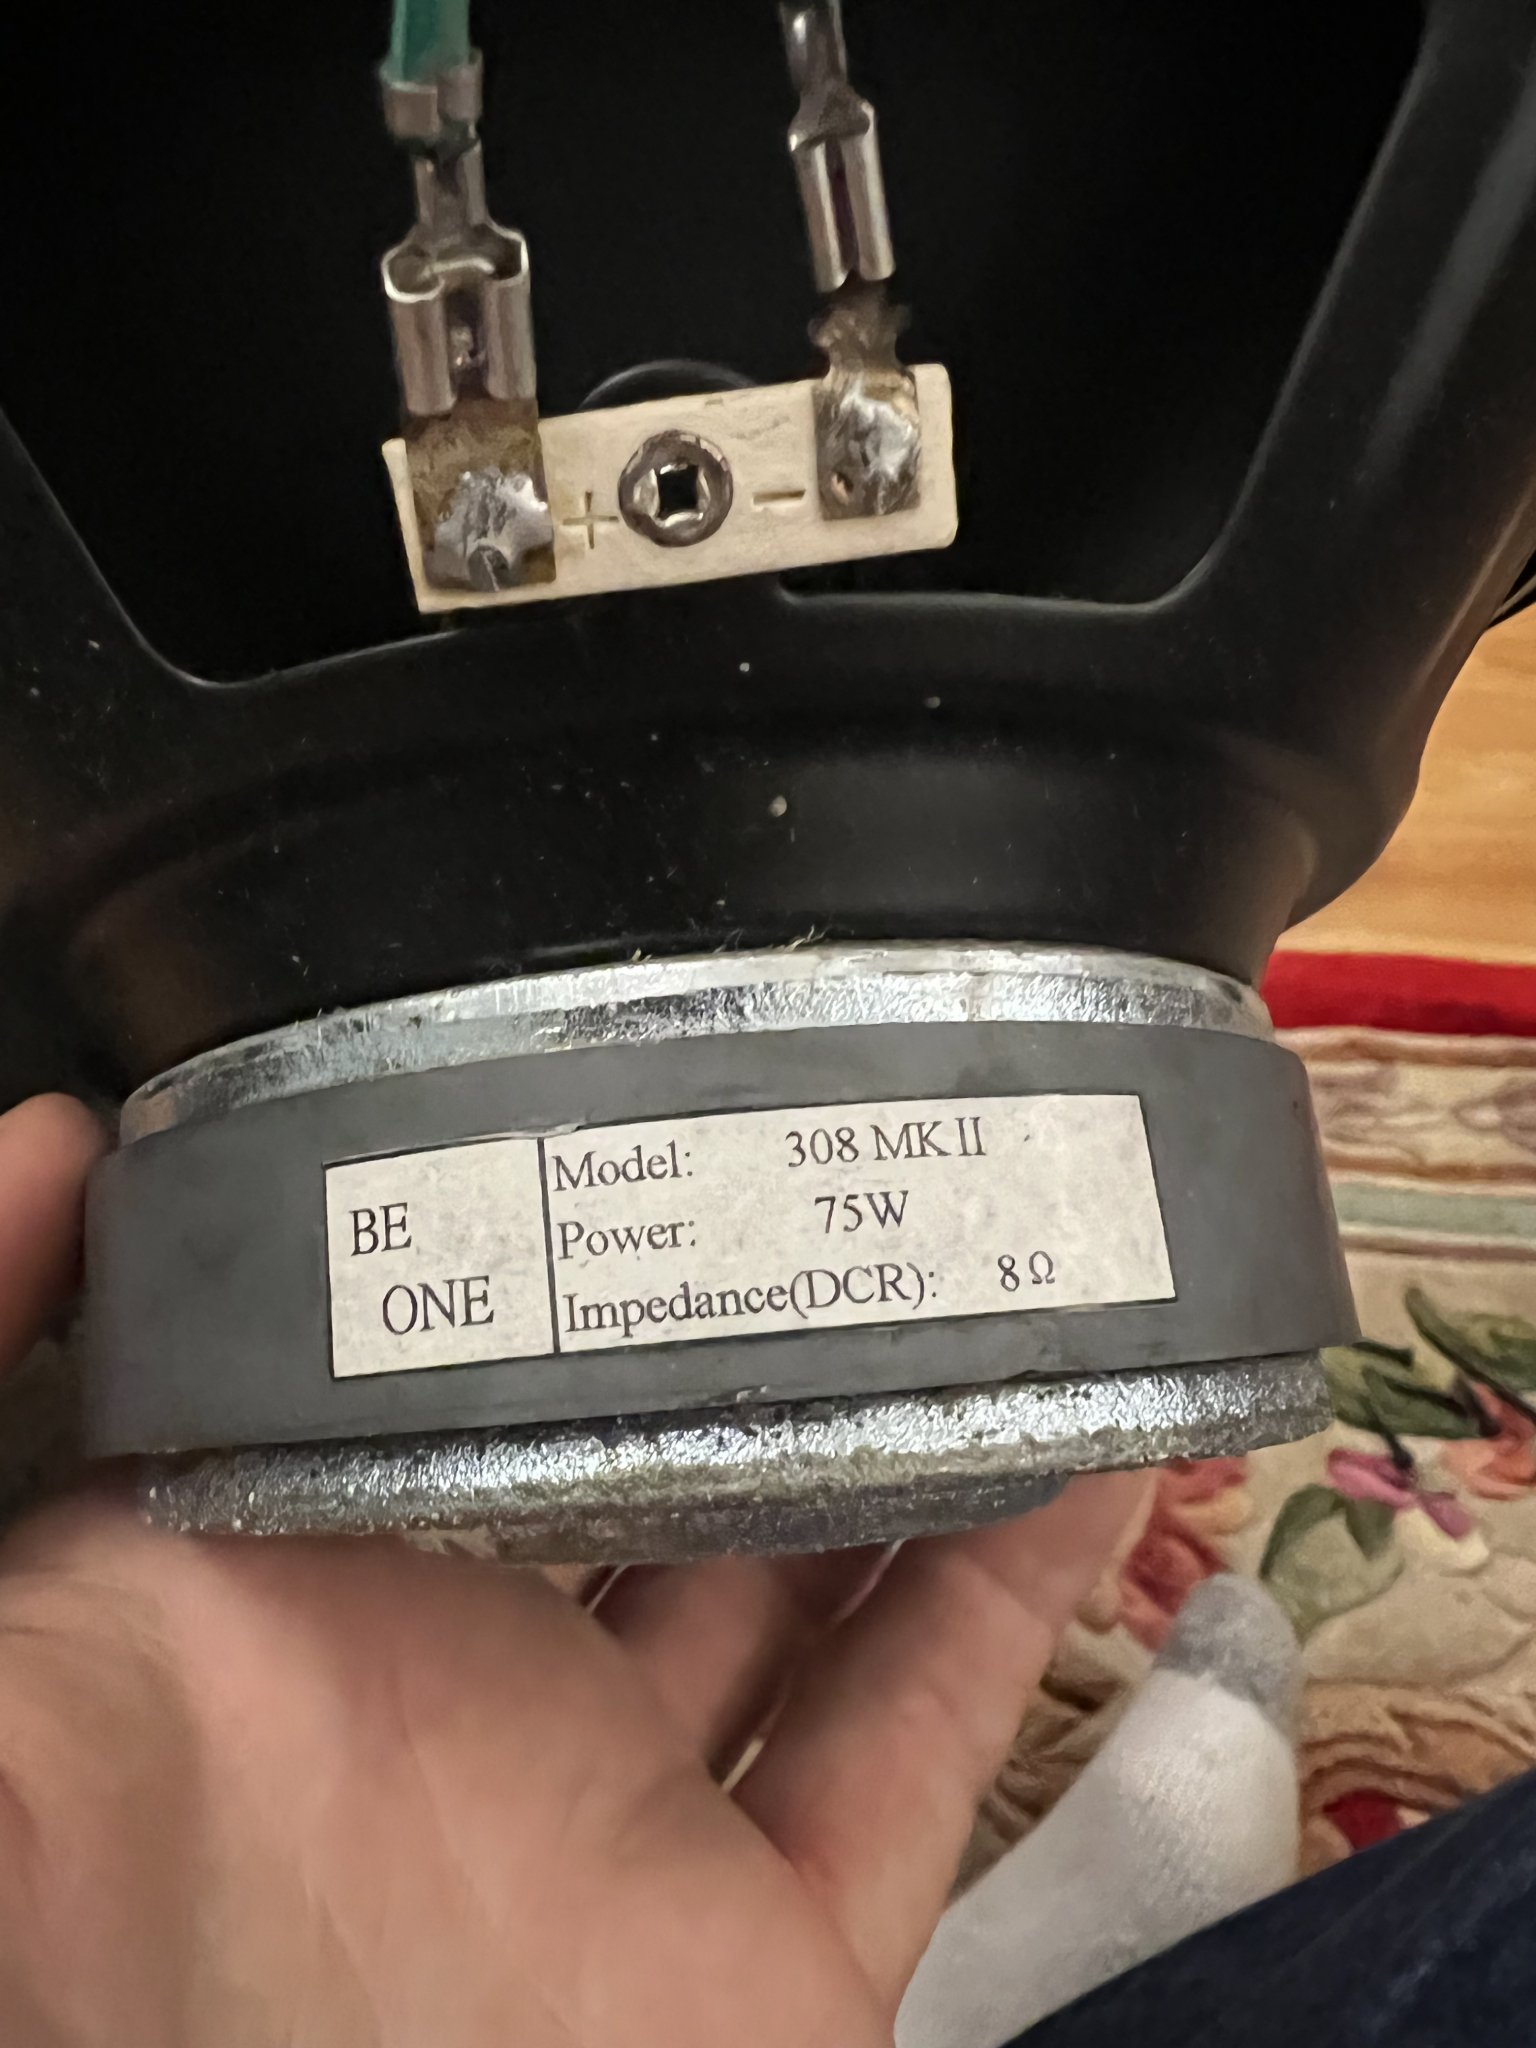 + −
BE
ONE
Model: 308 MK II
Power: 75W
Impedance(DCR): 8 Ω